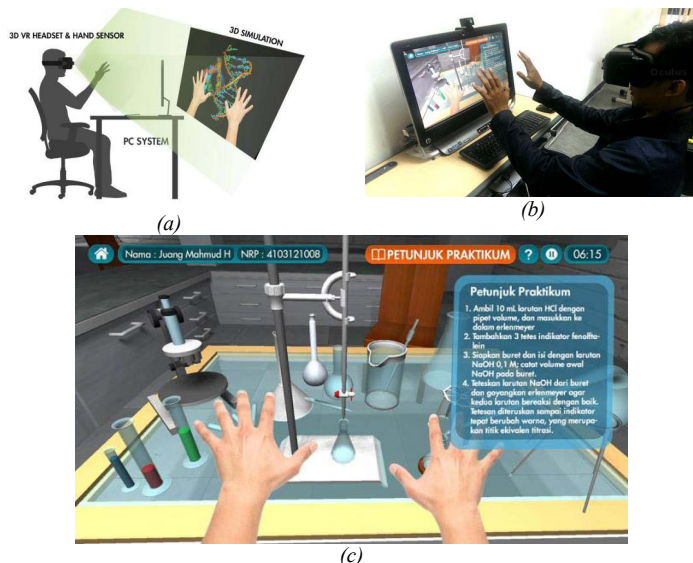 3D VR HEADSET & HAND SENSOR
3D SIMULATION
PC SYSTEM
(a)
Oculus
(b)
Nama : Juang Mahmud H
NRP : 4103121008
PETUNJUK PRAKTIKUM
?
06:15
Petunjuk Praktikum
1. Ambil 10 mL larutan HCl dengan
pipet volume, dan masukkan ke
dalam erlenmeyer
2. Tambahkan 3 tetes indikator fenolfta-
lein
3. Siapkan buret dan isi dengan larutan
NaOH 0,1 M; catat volume awal
NaOH pada buret.
4. Teteskan larutan NaOH dari buret
dan goyangkan erlenmeyer agar
kedua larutan bereaksi dengan baik.
Tetesan diteruskan sampai indikator
tepat berubah warna, yang merupa-
kan titik ekivalen titrasi.
(c)